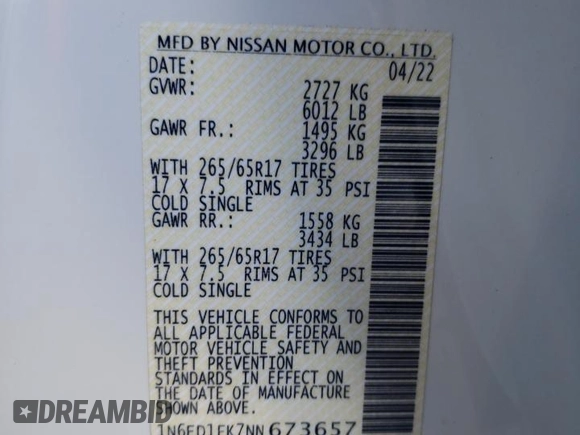 MFD BY NISSAN MOTOR CO., LTD.
DATE: 04/22
GVWR: 2727 KG
6012 LB
GAWR FR.: 1495 KG
3296 LB
WITH 265/65R17 TIRES
17 X 7.5 RIMS AT 35 PSI
COLD SINGLE
GAWR RR.: 1558 KG
3434 LB
WITH 265/65R17 TIRES
17 X 7.5 RIMS AT 35 PSI
COLD SINGLE
THIS VEHICLE CONFORMS TO
ALL APPLICABLE FEDERAL
MOTOR VEHICLE SAFETY AND
THEFT PREVENTION
STANDARDS IN EFFECT ON
THE DATE OF MANUFACTURE
SHOWN ABOVE.
1N6ED1EK7NN673657
DREAMBID